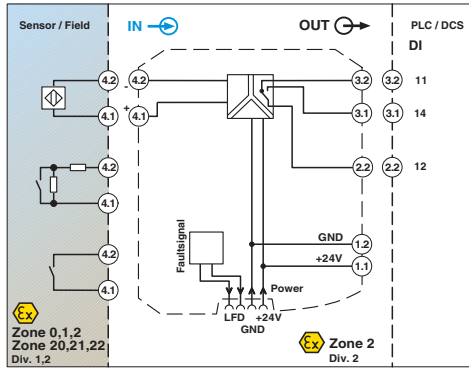 Sensor / Field
IN
OUT
PLC / DCS
DI
4.2 4.2 - 3.2 3.2 11
4.1 + 4.1 3.1 3.1 14
4.2 2.2 2.2 12
4.1
Faultsignal
GND 1.2
4.2
+24V 1.1
4.1
Power
LFD +24V
GND
Ex
Zone 0,1,2
Zone 20,21,22
Div. 1,2
Ex Zone 2
Div. 2